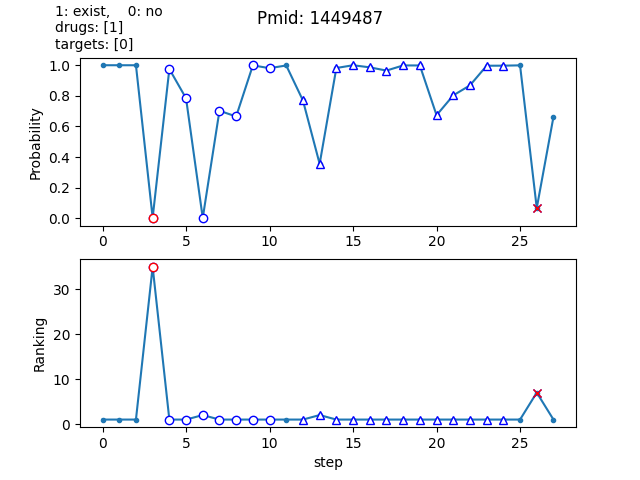 1: exist,    0: no
drugs: [1]
targets: [0]
Pmid: 1449487
1.0
0.8
0.6
0.4
0.2
0.0
Probability
0 5 10 15 20 25
30
20
10
0
Ranking
0 5 10 15 20 25
step